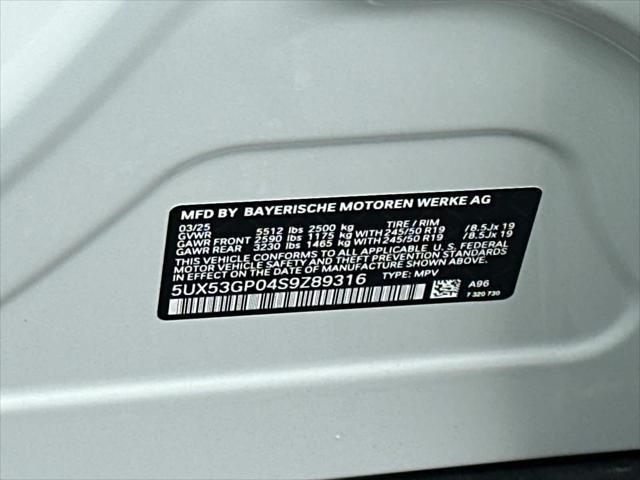 MFD BY BAYERISCHE MOTOREN WERKE AG
03/25 5512 lbs 2500 kg TIRE / RIM
GVWR
GAWR FRONT 2590 lbs 1175 kg WITH 245/50 R19 /8.5Jx 19
GAWR REAR 3230 lbs 1465 kg WITH 245/50 R19 /8.5Jx 19
THIS VEHICLE CONFORMS TO ALL APPLICABLE U.S. FEDERAL
MOTOR VEHICLE SAFETY, BUMPER, AND THEFT PREVENTION STANDARDS
IN EFFECT ON THE DATE OF MANUFACTURE SHOWN ABOVE.
5UX53GP04S9Z89316 TYPE: MPV
A96
7 320 730